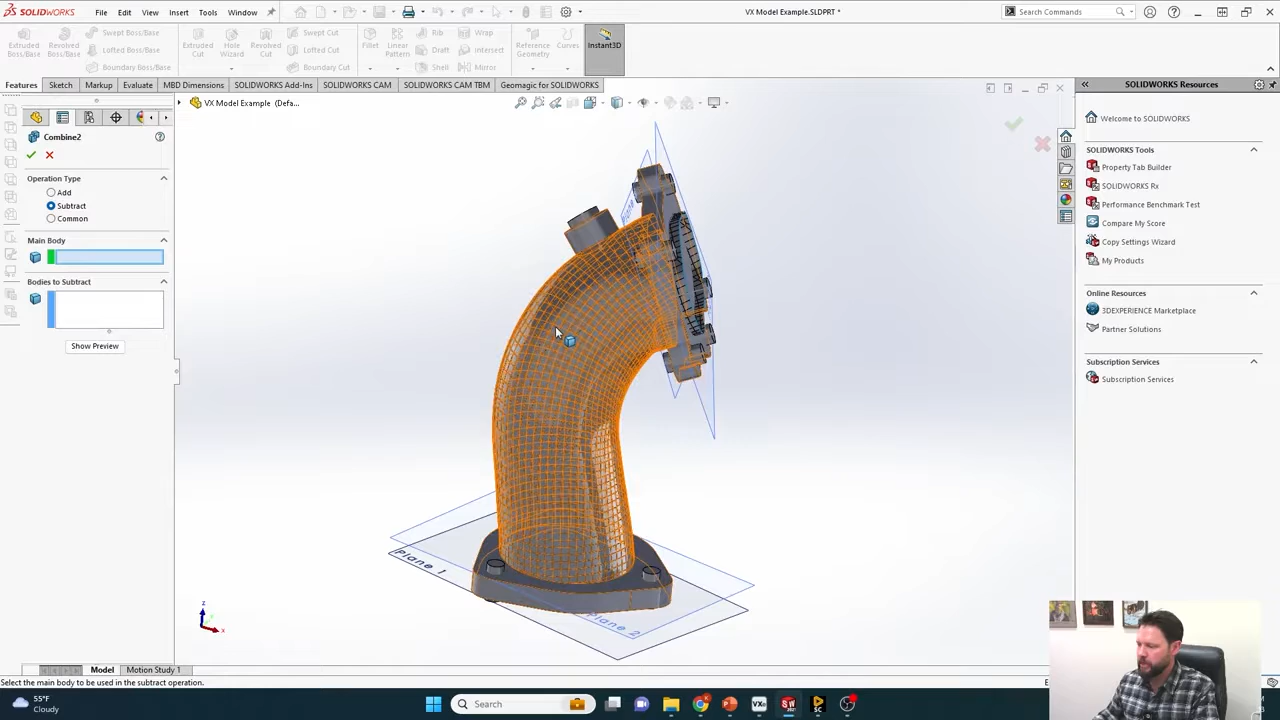 SOLIDWORKS
File
Edit
View
Insert
Tools
Window
VX Model Example.SLDPRT *
Search Commands
Extruded Boss/Base
Revolved Boss/Base
Swept Boss/Base
Lofted Boss/Base
Boundary Boss/Base
Extruded Cut
Hole Wizard
Revolved Cut
Swept Cut
Lofted Cut
Boundary Cut
Fillet
Linear Pattern
Rib
Draft
Shell
Wrap
Intersect
Mirror
Reference Geometry
Curves
Instant3D
Features
Sketch
Markup
Evaluate
MBD Dimensions
SOLIDWORKS Add-Ins
SOLIDWORKS CAM
SOLIDWORKS CAM TBM
Geomagic for SOLIDWORKS
VX Model Example (Defa...
Combine2
Operation Type
Add
Subtract
Common
Main Body
Bodies to Subtract
Show Preview
Plane 1
Plane 2
z
x
SOLIDWORKS Resources
Welcome to SOLIDWORKS
SOLIDWORKS Tools
Property Tab Builder
SOLIDWORKS Rx
Performance Benchmark Test
Compare My Score
Copy Settings Wizard
My Products
Online Resources
3DEXPERIENCE Marketplace
Partner Solutions
Subscription Services
Subscription Services
Model
Motion Study 1
Select the main body to be used in the subtract operation.
55°F
Cloudy
Search